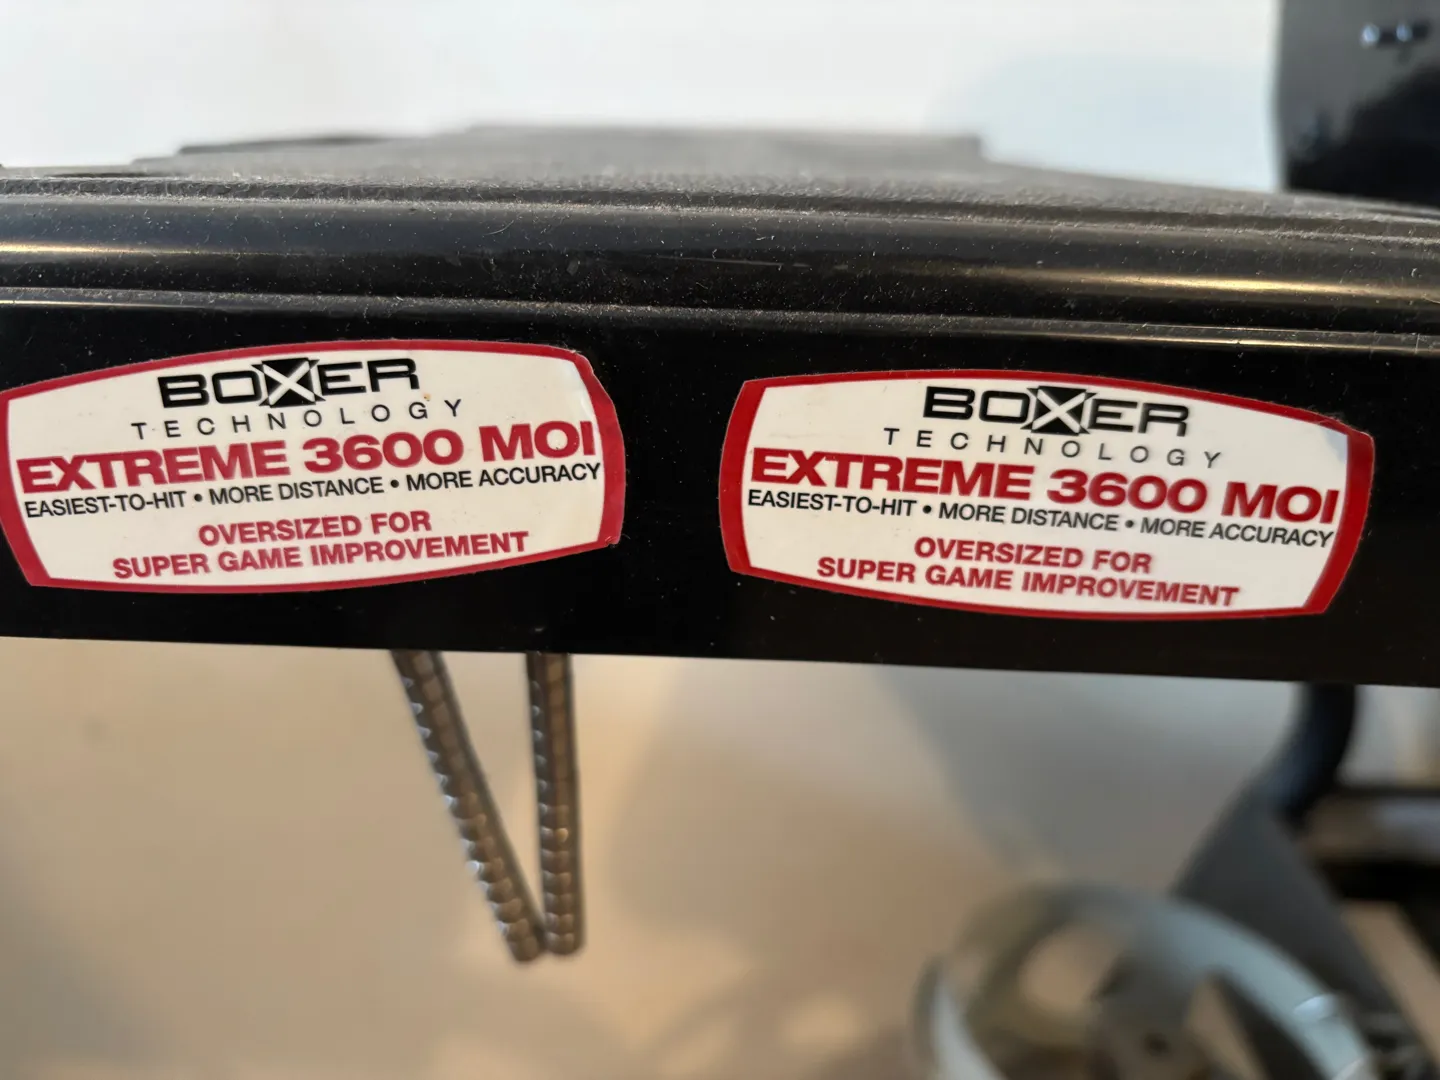 BOXER
TECHNOLOGY
EXTREME 3600 MOI
EASIEST-TO-HIT • MORE DISTANCE • MORE ACCURACY
OVERSIZED FOR
SUPER GAME IMPROVEMENT
BOXER
TECHNOLOGY
EXTREME 3600 MOI
EASIEST-TO-HIT • MORE DISTANCE • MORE ACCURACY
OVERSIZED FOR
SUPER GAME IMPROVEMENT